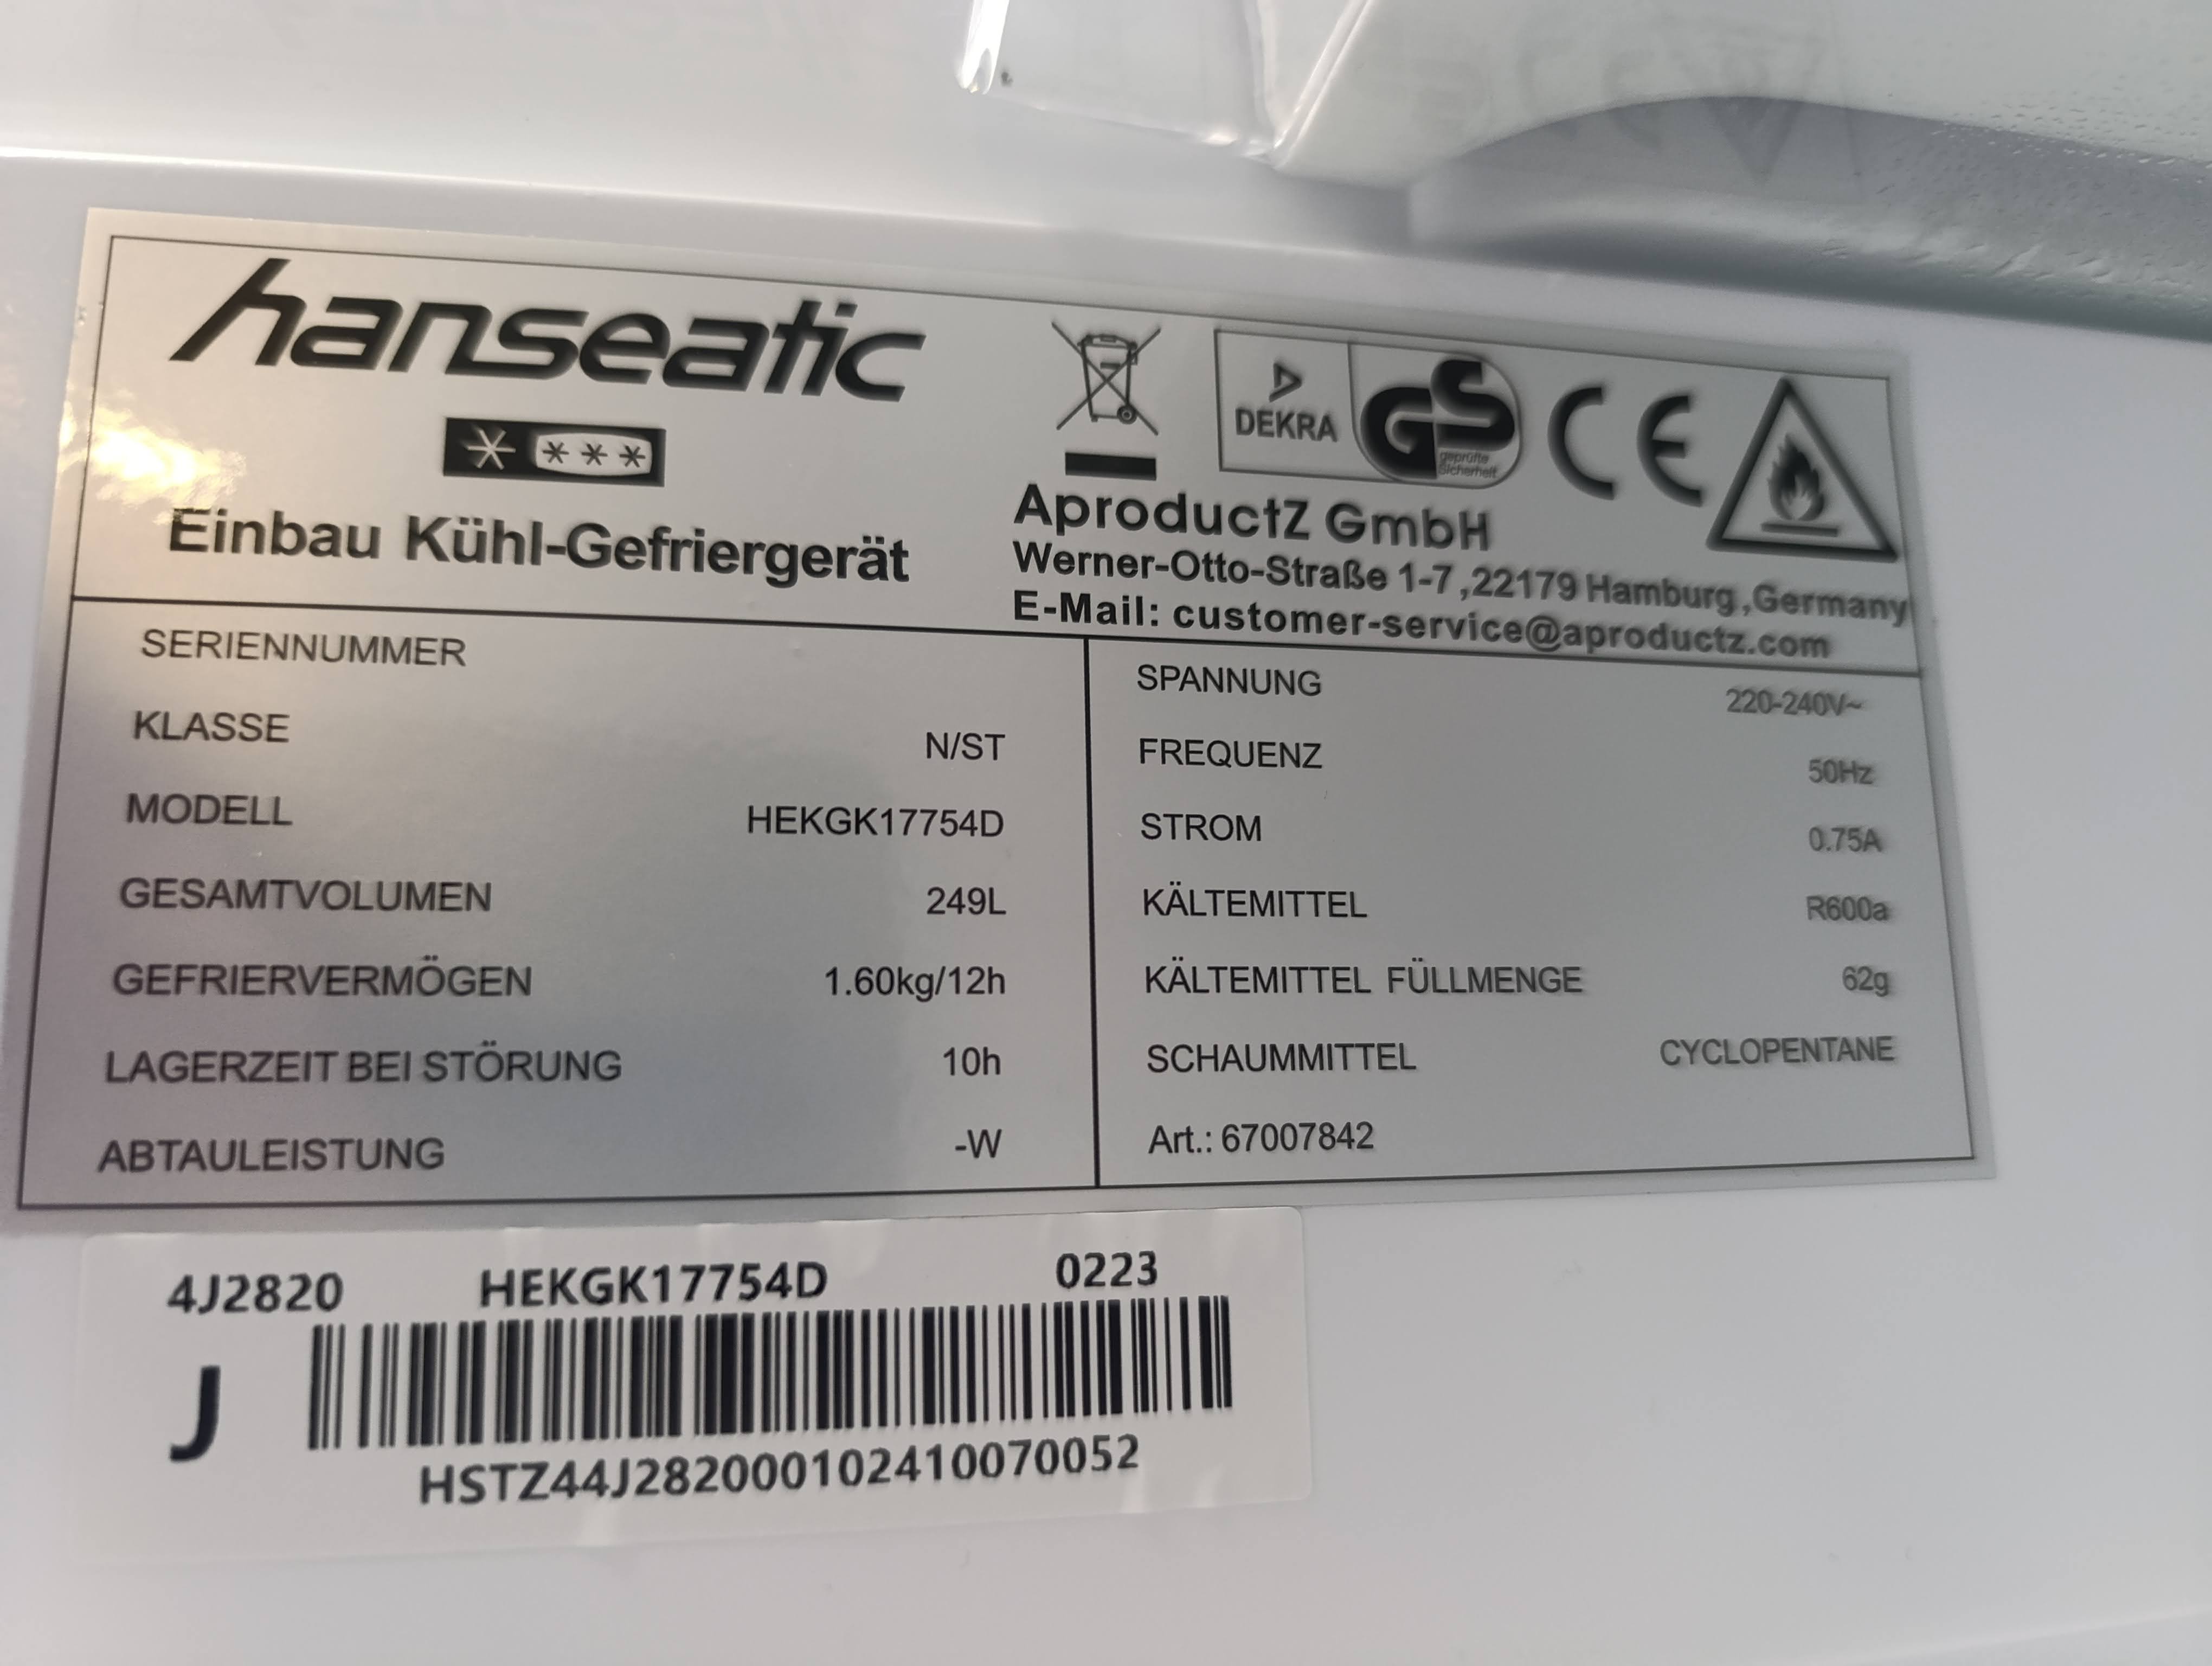 hanseatic
Einbau Kühl-Gefriergerät
DEKRA
GS
geprüfte
Sicherheit
CE
AproductZ GmbH
Werner-Otto-Straße 1-7 ,22179 Hamburg ,Germany
E-Mail: customer-service@aproductz.com
SERIENNUMMER
KLASSE N/ST
MODELL HEKGK17754D
GESAMTVOLUMEN 249L
GEFRIERVERMÖGEN 1.60kg/12h
LAGERZEIT BEI STÖRUNG 10h
ABTAULEISTUNG -W
SPANNUNG 220-240V~
FREQUENZ 50Hz
STROM 0.75A
KÄLTEMITTEL R600a
KÄLTEMITTEL FÜLLMENGE 62g
SCHAUMMITTEL CYCLOPENTANE
Art.: 67007842
4J2820 HEKGK17754D 0223
J
HSTZ44J282000102410070052